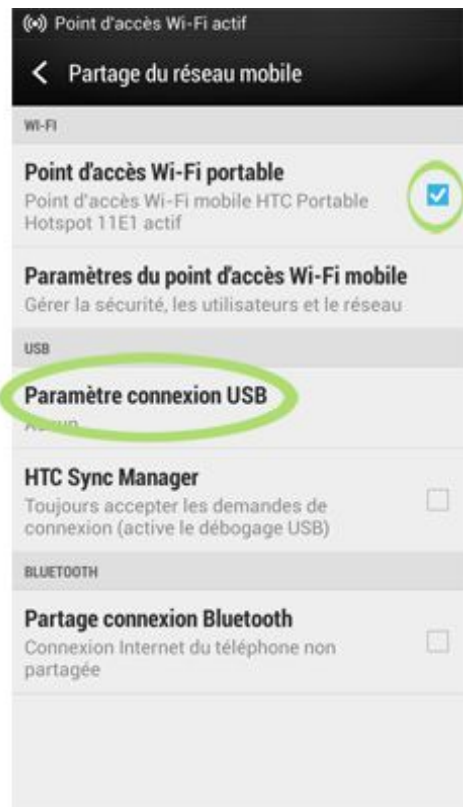 Point d'accès Wi-Fi actif
Partage du réseau mobile
WI-FI
Point d'accès Wi-Fi portable
Point d'accès Wi-Fi mobile HTC Portable
Hotspot 11E1 actif
Paramètres du point d'accès Wi-Fi mobile
Gérer la sécurité, les utilisateurs et le réseau
USB
Paramètre connexion USB
HTC Sync Manager
Toujours accepter les demandes de
connexion (active le débogage USB)
BLUETOOTH
Partage connexion Bluetooth
Connexion Internet du téléphone non
partagée